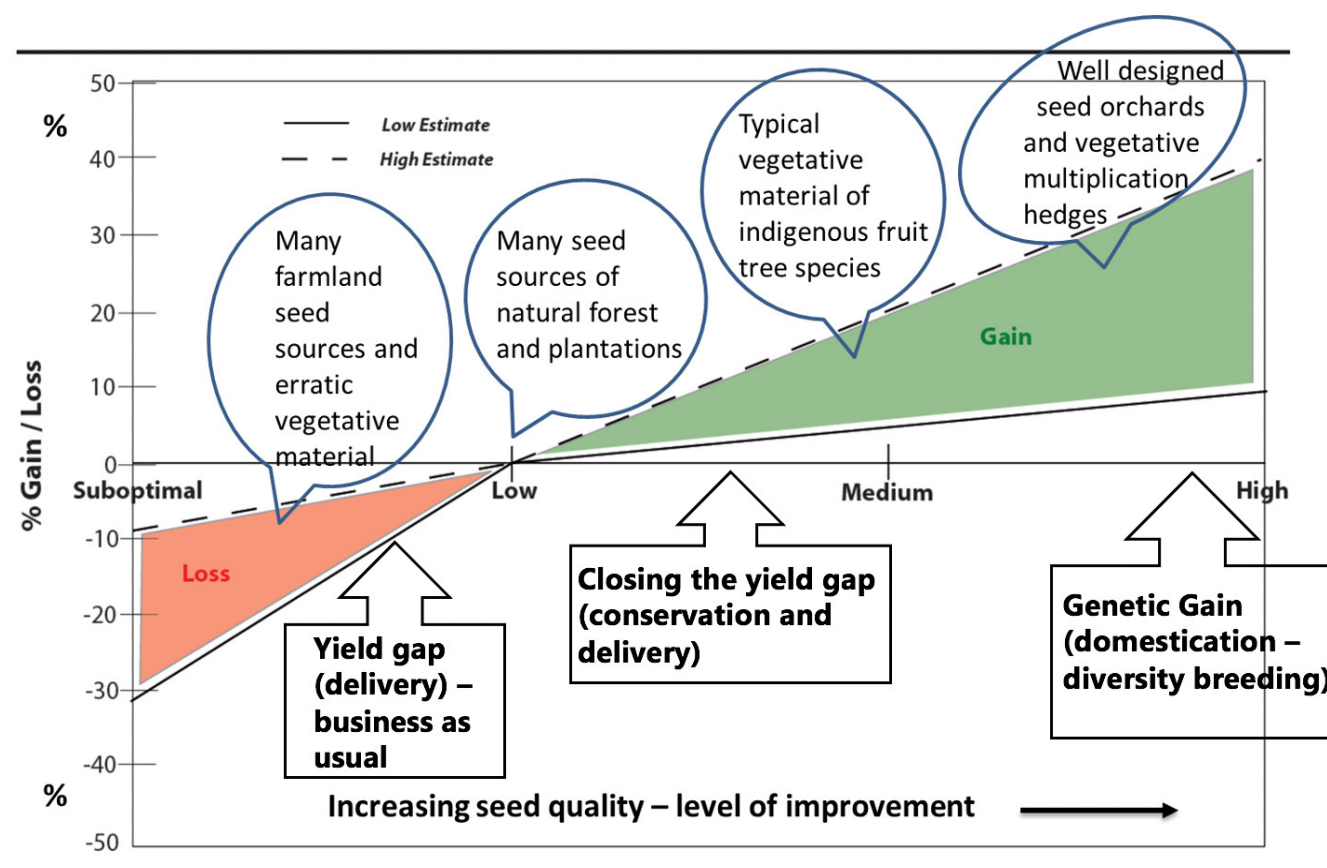 50
%
40
30
20
10
0
-10
-20
-30
-40
-50
%
% Gain / Loss
Low Estimate
High Estimate
Many
farmland
seed
sources and
erratic
vegetative
material
Many seed
sources of
natural forest
and plantations
Typical
vegetative
material of
indigenous fruit
tree species
Well designed
seed orchards
and vegetative
multiplication
hedges
Gain
Loss
Suboptimal
Low
Medium
High
Yield gap
(delivery) –
business as
usual
Closing the yield gap
(conservation and
delivery)
Genetic Gain
(domestication –
diversity breeding)
Increasing seed quality – level of improvement